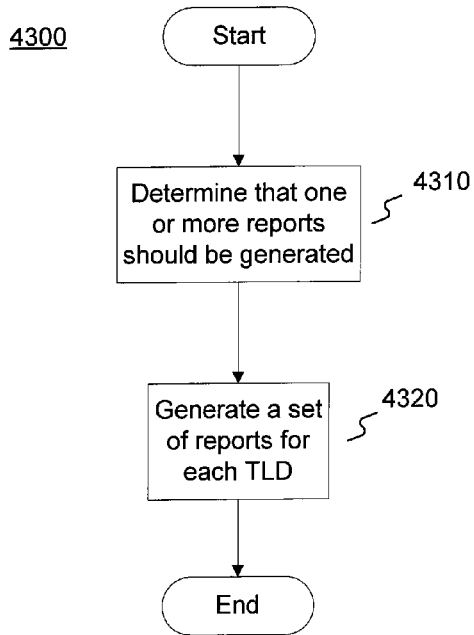 4300
Start
Determine that one
or more reports
should be generated
4310
Generate a set
of reports for
each TLD
4320
End